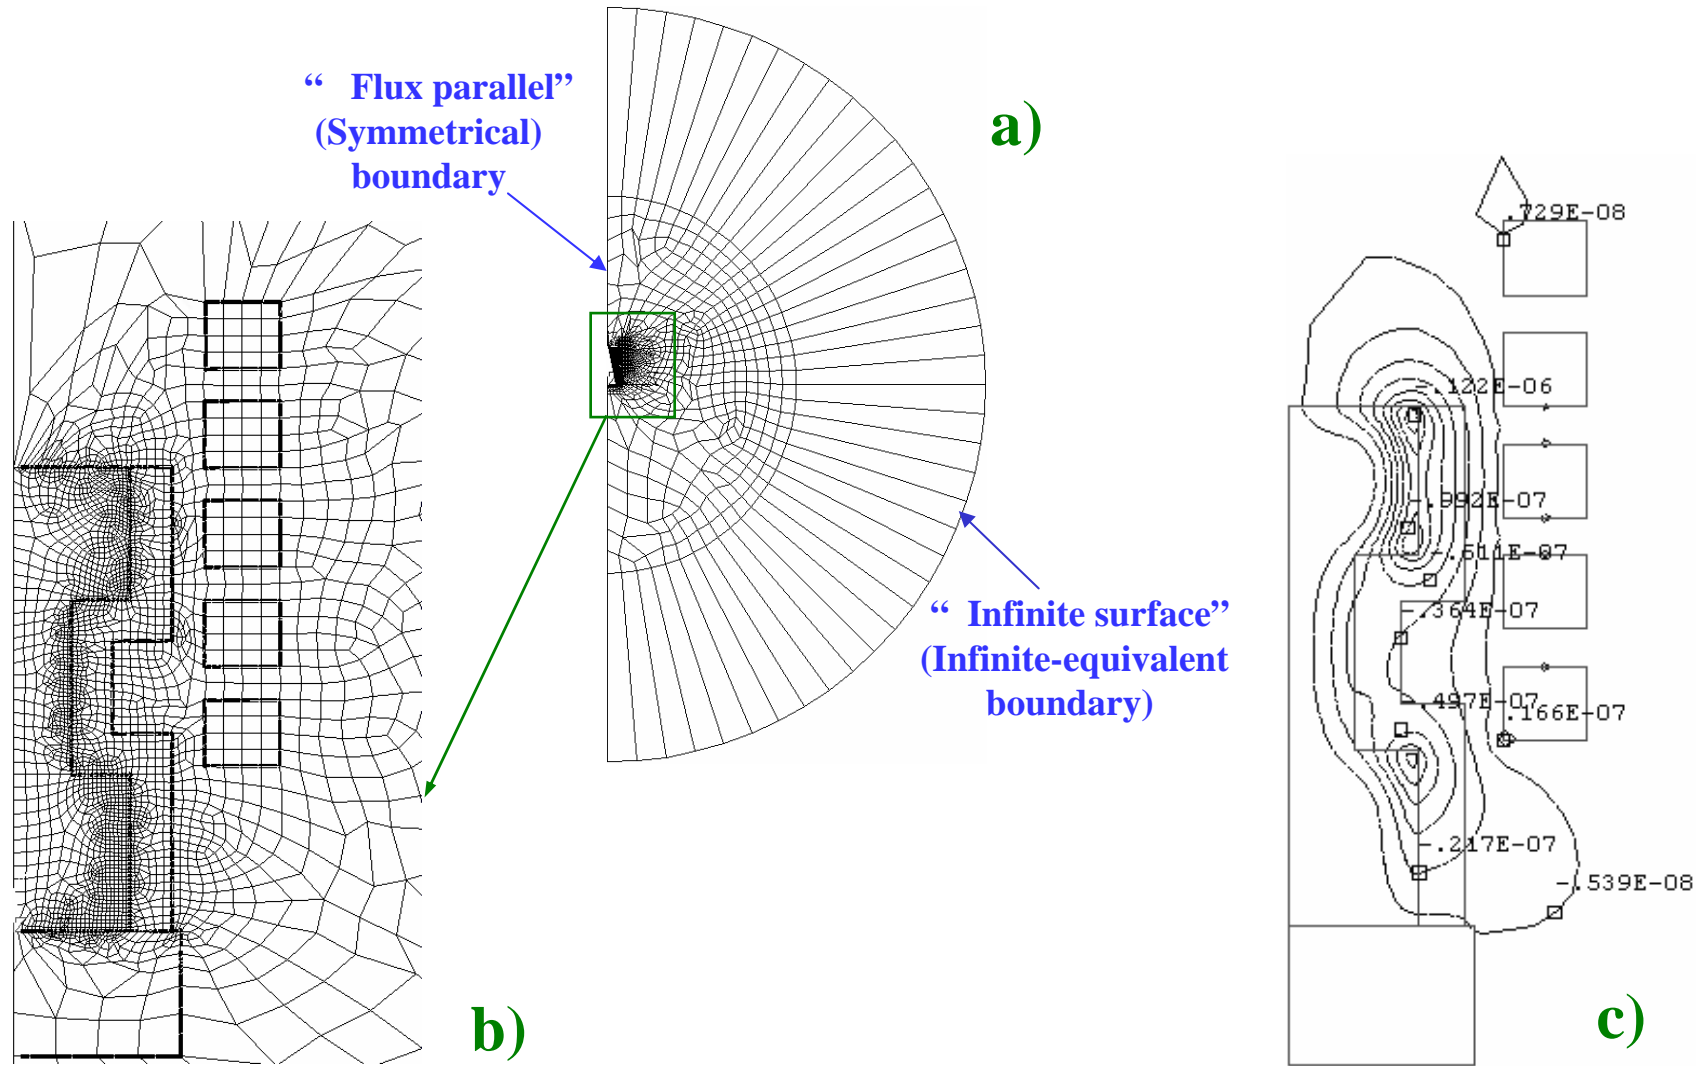 “ Flux parallel”
(Symmetrical)
boundary
a)
“ Infinite surface”
(Infinite-equivalent
boundary)
b)
.729E-08
-.122E-06
-.992E-07
-.611E-07
-.364E-07
-.497E-07
.166E-07
-.217E-07
-.539E-08
c)